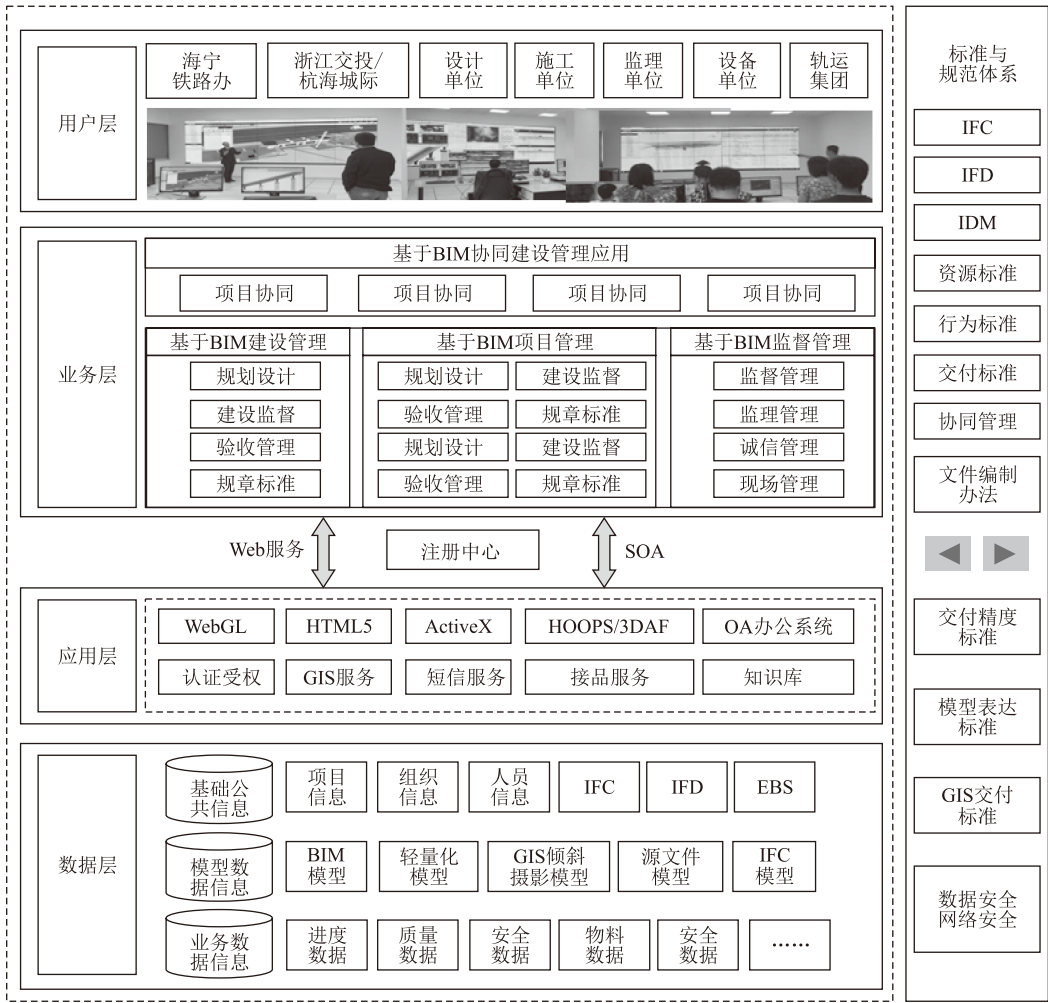 用户层
海宁
铁路办
浙江交投/
杭海城际
设计
单位
施工
单位
监理
单位
设备
单位
轨运
集团
业务层
基于BIM协同建设管理应用
项目协同
项目协同
项目协同
项目协同
基于BIM建设管理
规划设计
建设监督
验收管理
规章标准
基于BIM项目管理
规划设计
建设监督
验收管理
规章标准
规划设计
建设监督
验收管理
规章标准
基于BIM监督管理
监督管理
监理管理
诚信管理
现场管理
Web服务
注册中心
SOA
应用层
WebGL
HTML5
ActiveX
HOOPS/3DAF
OA办公系统
认证受权
GIS服务
短信服务
接品服务
知识库
数据层
基础公
共信息
项目
信息
组织
信息
人员
信息
IFC
IFD
EBS
模型数
据信息
BIM
模型
轻量化
模型
GIS倾斜
摄影模型
源文件
模型
IFC
模型
业务数
据信息
进度
数据
质量
数据
安全
数据
物料
数据
安全
数据
……
标准与
规范体系
IFC
IFD
IDM
资源标准
行为标准
交付标准
协同管理
文件编制
办法
交付精度
标准
模型表达
标准
GIS交付
标准
数据安全
网络安全